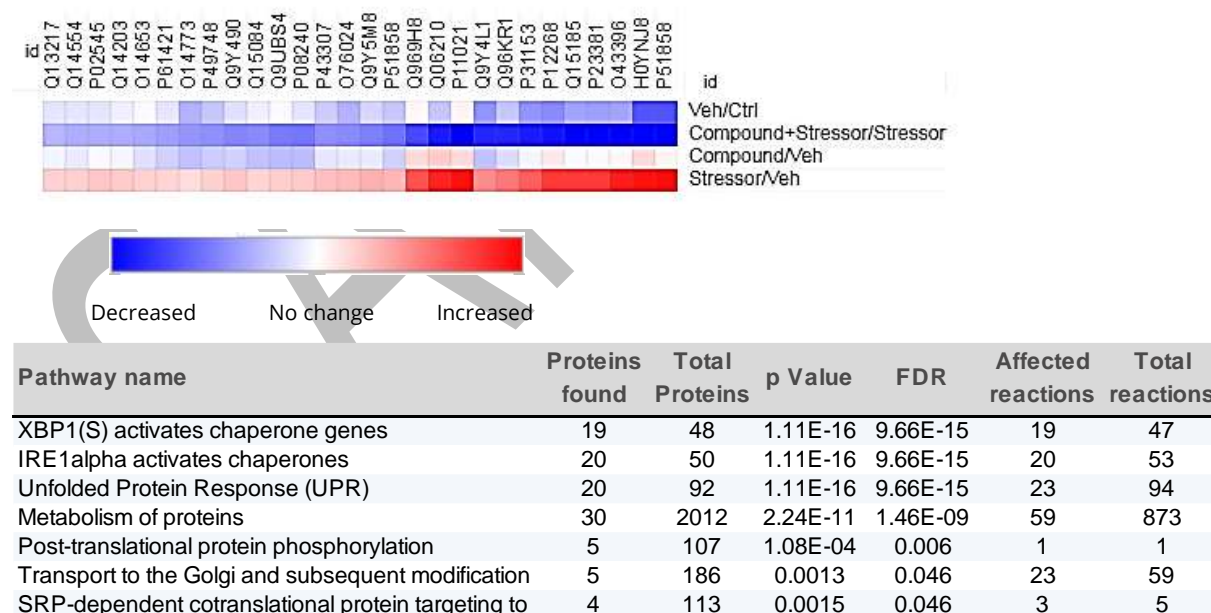 id
Q13217
Q14554
P02545
Q14203
O14653
P61421
O14773
P49748
Q9Y490
Q15084
Q9UBS4
P08240
P43307
O76024
Q9Y5M8
P51858
Q969H8
Q06210
P11021
Q9Y4L1
Q96KR1
P31153
P12268
Q15185
P23381
O43396
H0YNJ8
P51858
id
Veh/Ctrl
Compound+Stressor/Stressor
Compound/Veh
Stressor/Veh
Decreased No change Increased
Pathway name Proteins found Total Proteins p Value FDR Affected reactions Total reactions
XBP1(S) activates chaperone genes 19 48 1.11E-16 9.66E-15 19 47
IRE1alpha activates chaperones 20 50 1.11E-16 9.66E-15 20 53
Unfolded Protein Response (UPR) 20 92 1.11E-16 9.66E-15 23 94
Metabolism of proteins 30 2012 2.24E-11 1.46E-09 59 873
Post-translational protein phosphorylation 5 107 1.08E-04 0.006 1 1
Transport to the Golgi and subsequent modification 5 186 0.0013 0.046 23 59
SRP-dependent cotranslational protein targeting to 4 113 0.0015 0.046 3 5